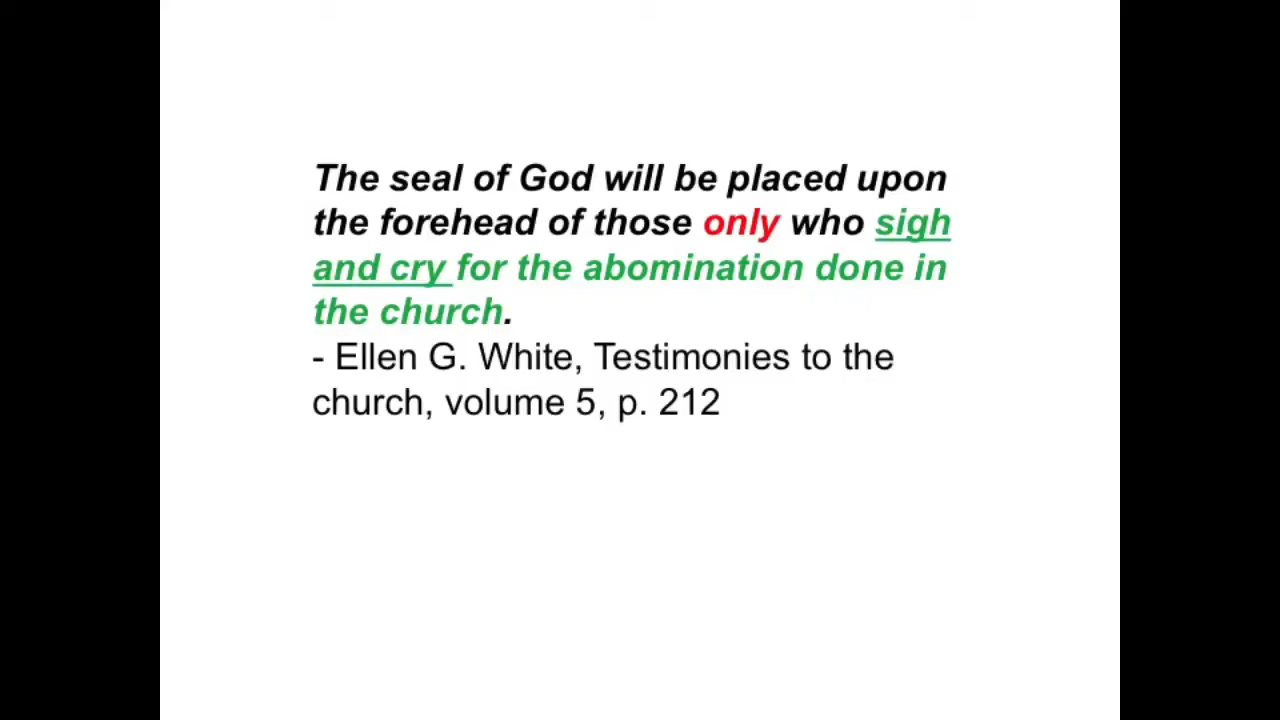 The seal of God will be placed upon
the forehead of those only who sigh
and cry for the abomination done in
the church.
- Ellen G. White, Testimonies to the
church, volume 5, p. 212